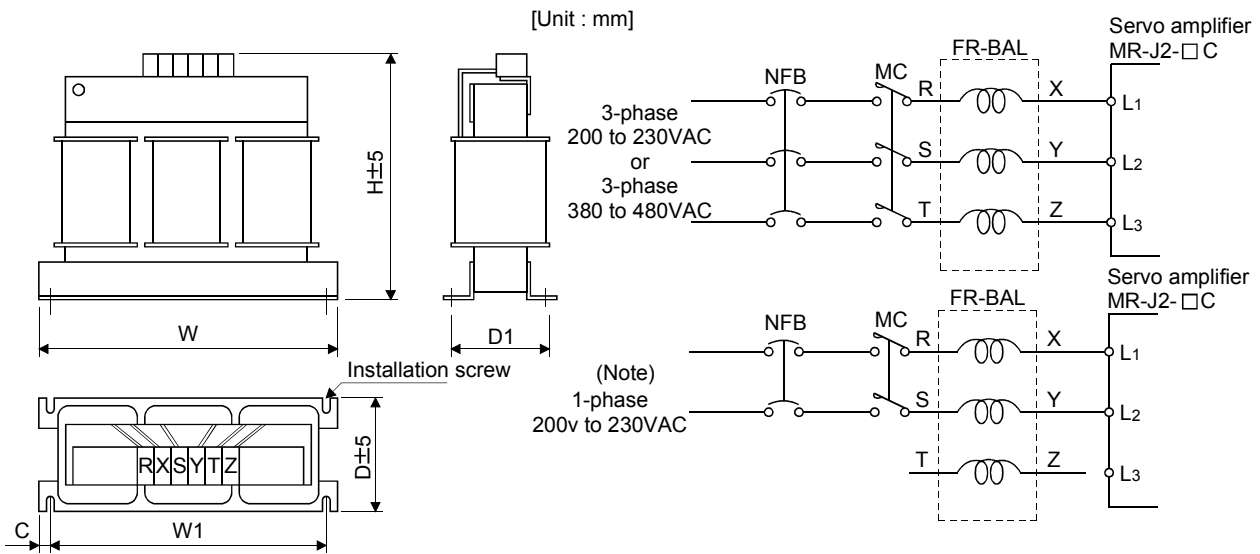 [Unit : mm]
H±5
W
D1
Installation screw
R X S Y T Z
D±5
C
W1
Servo amplifier
MR-J2-□ C
FR-BAL
NFB
MC
3-phase
200 to 230VAC
or
3-phase
380 to 480VAC
R
X
L1
S
Y
L2
T
Z
L3
Servo amplifier
MR-J2-□ C
FR-BAL
NFB
MC
(Note)
1-phase
200v to 230VAC
R
X
L1
S
Y
L2
T
Z
L3